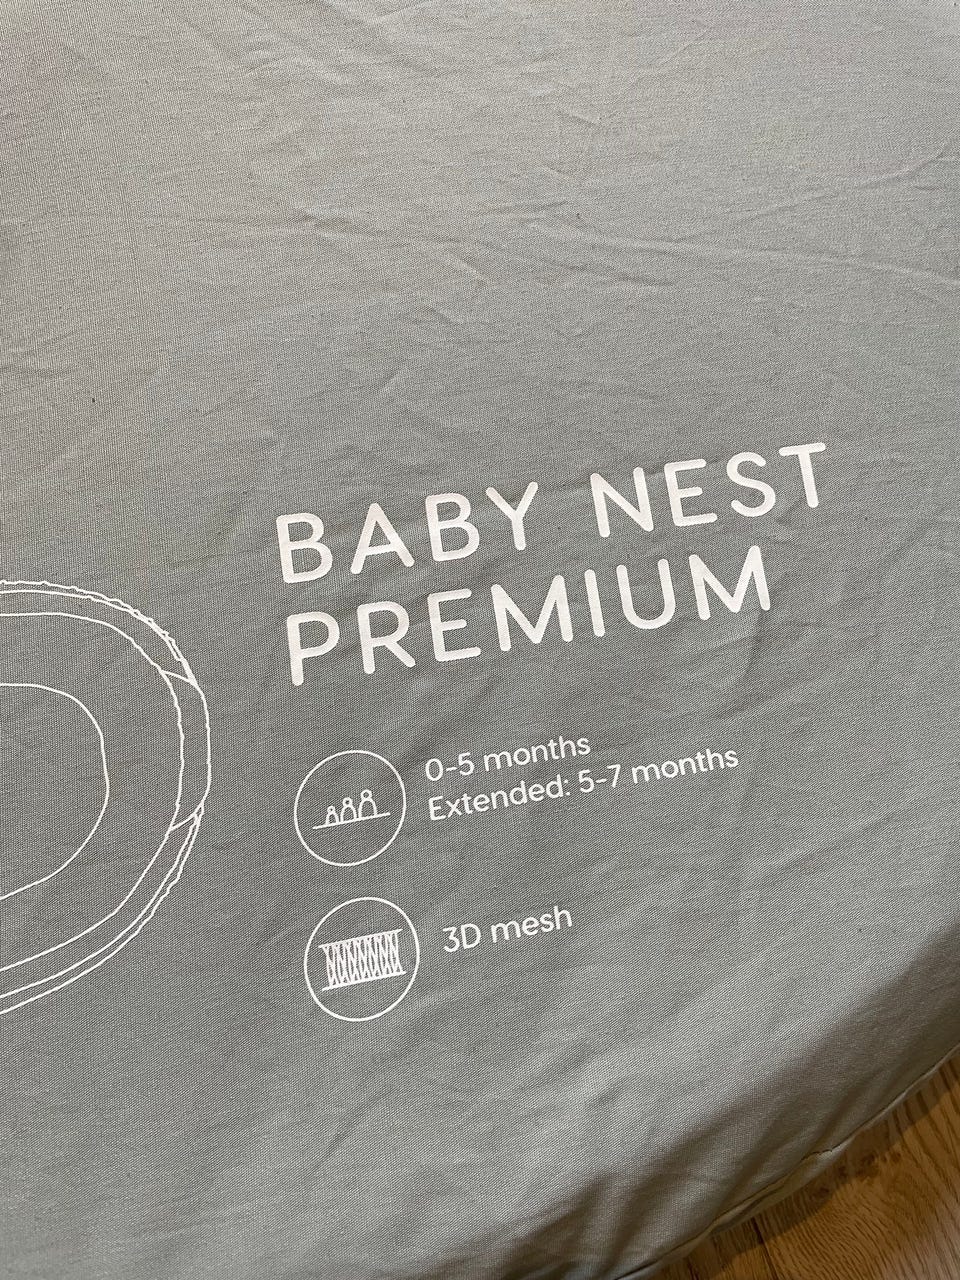 BABY NEST
PREMIUM
0-5 months
Extended: 5-7 months
3D mesh